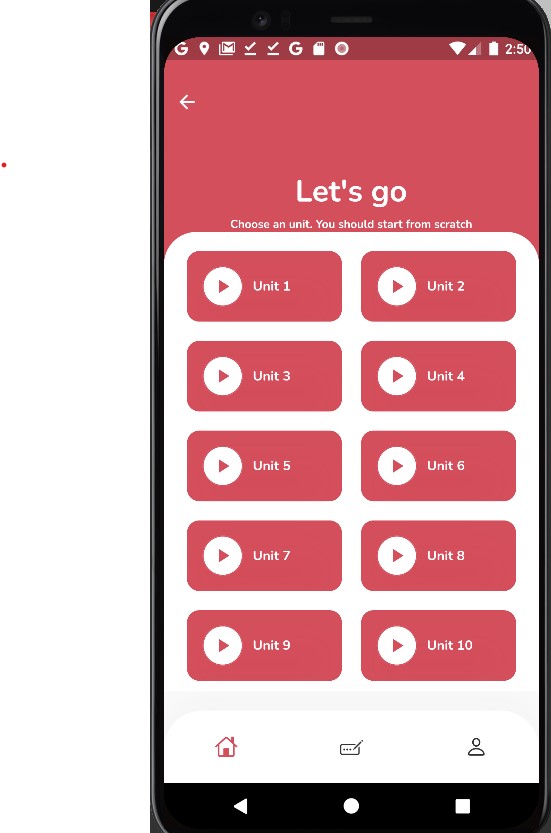 2:50
Let's go
Choose an unit. You should start from scratch
Unit 1
Unit 2
Unit 3
Unit 4
Unit 5
Unit 6
Unit 7
Unit 8
Unit 9
Unit 10